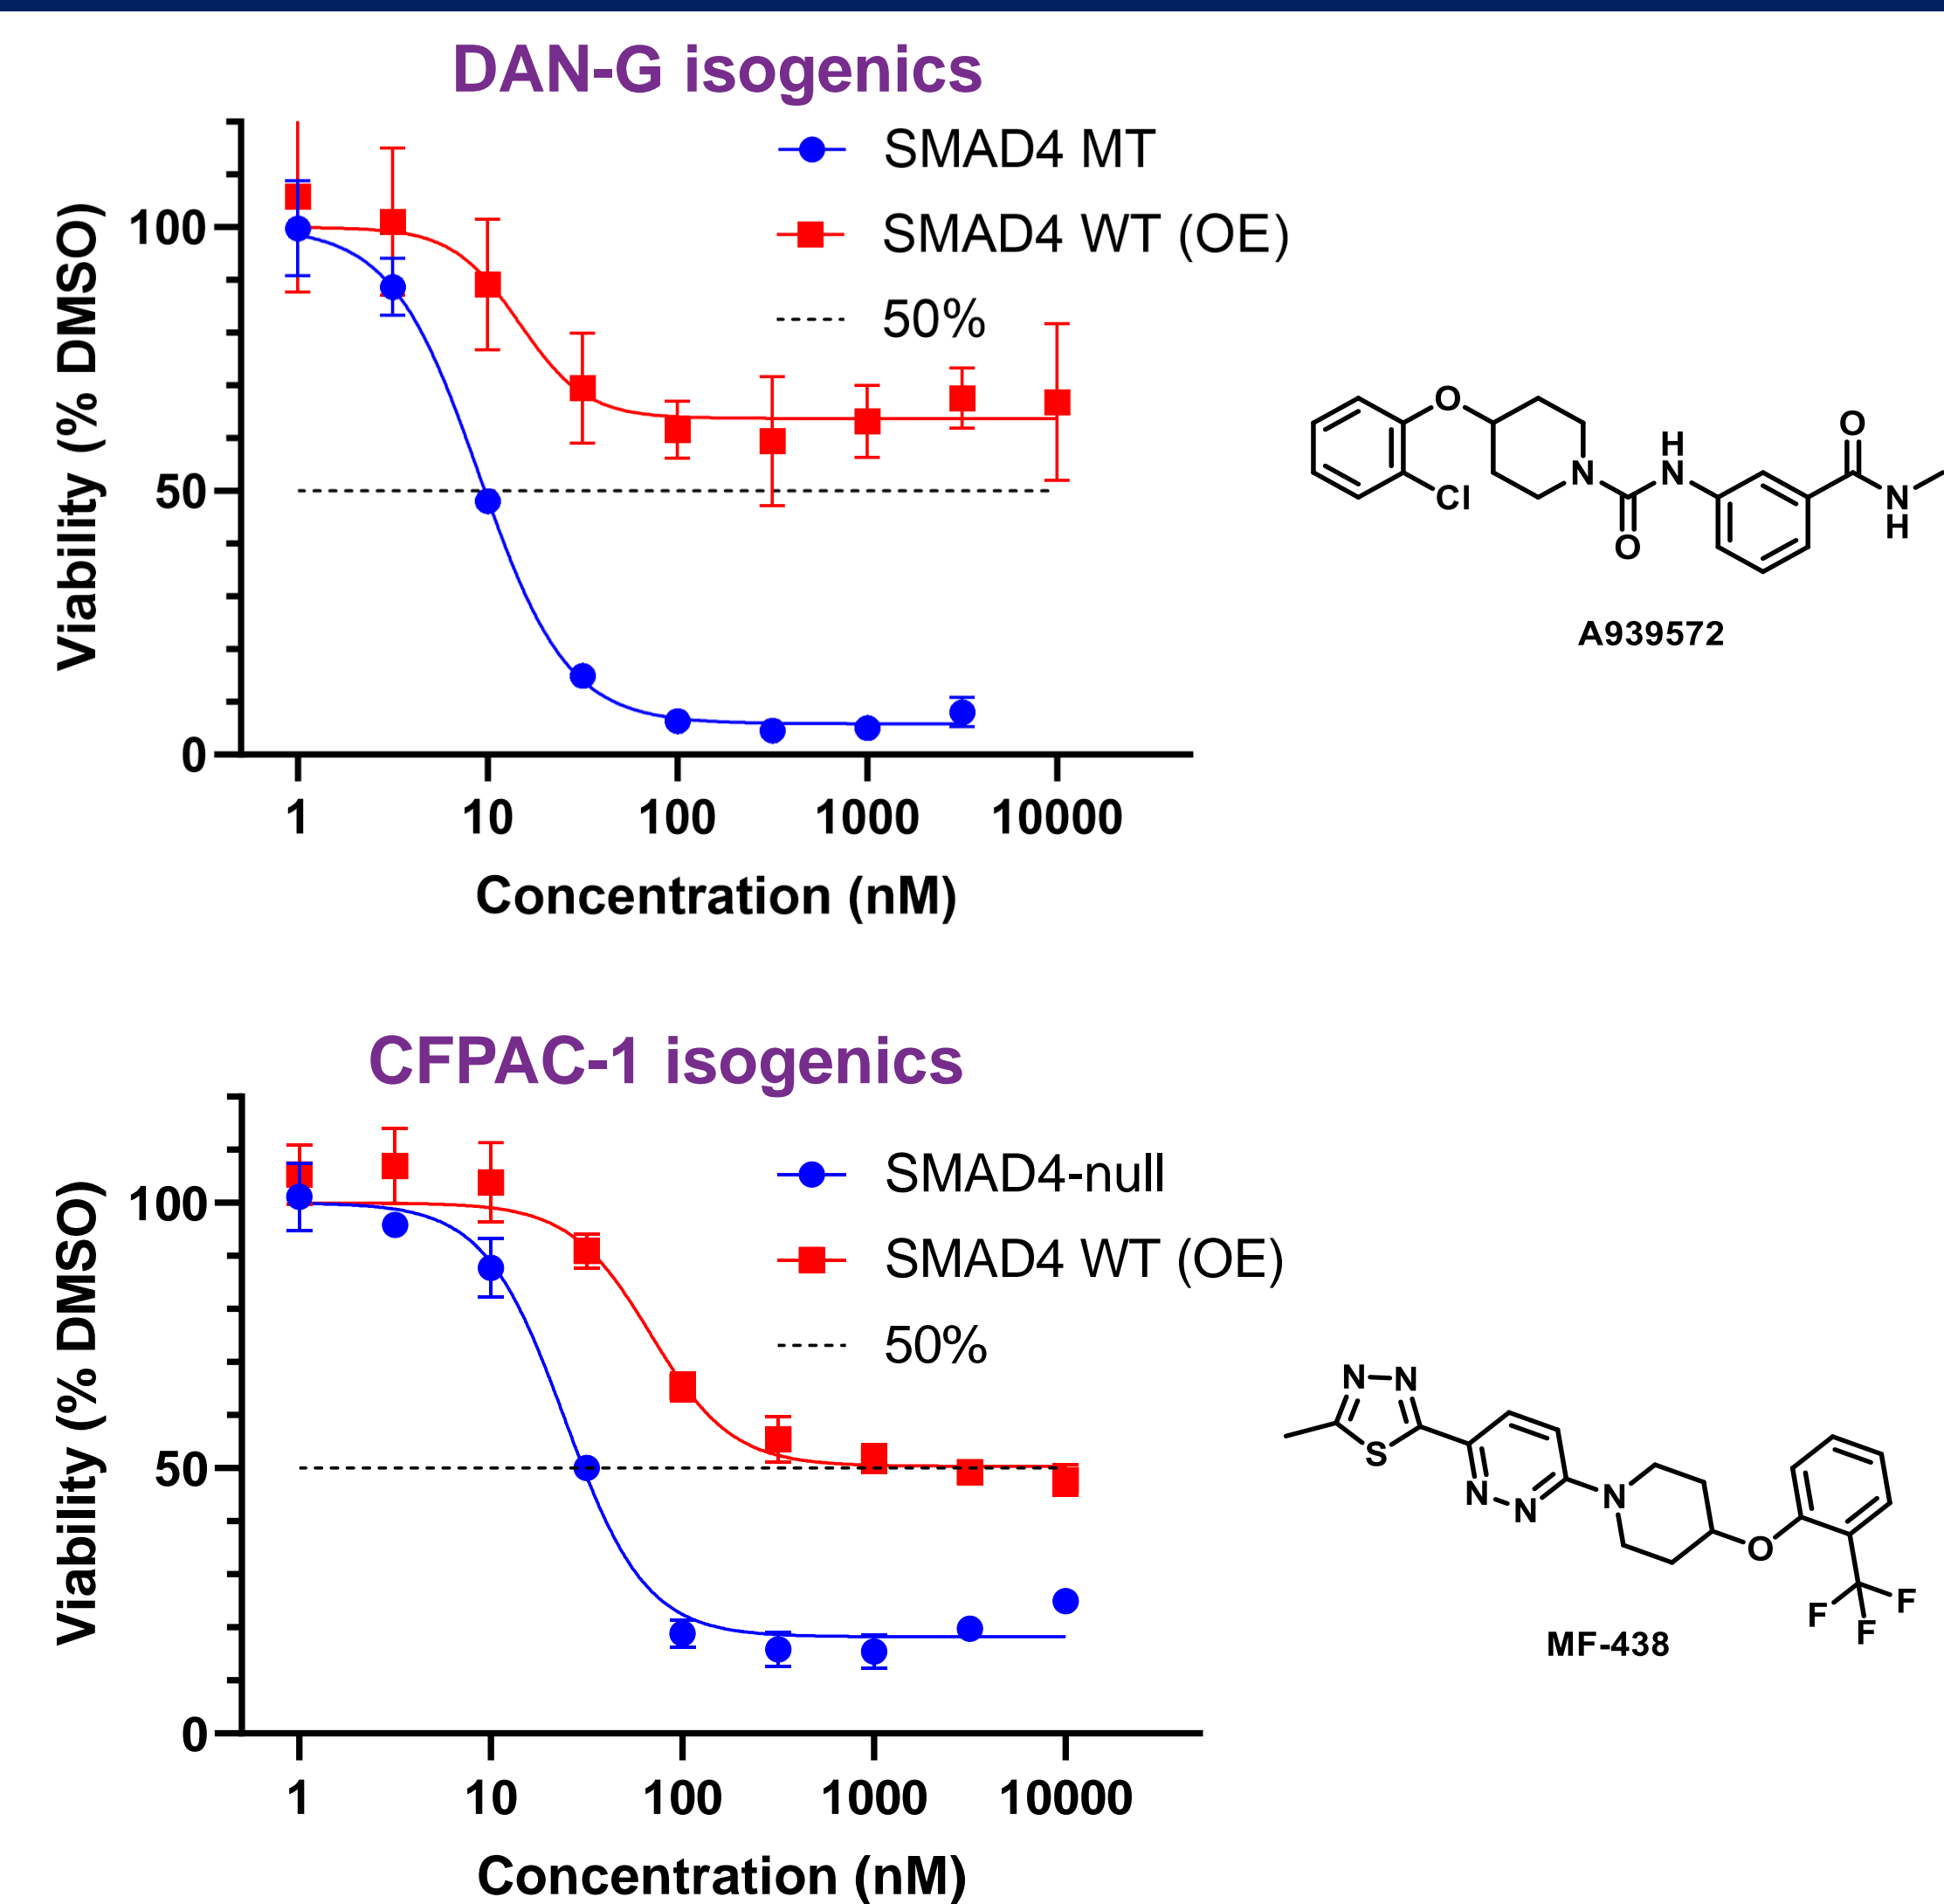 DAN-G isogenics
SMAD4 MT
SMAD4 WT (OE)
50%
Viability (% DMSO)
100
50
0
1 10 100 1000 10000
Concentration (nM)
O
Cl
N
O
H
N
O
N
H
A939572
CFPAC-1 isogenics
SMAD4-null
SMAD4 WT (OE)
50%
Viability (% DMSO)
100
50
0
1 10 100 1000 10000
Concentration (nM)
N N
S
N
N
N
O
F
F
F
MF-438